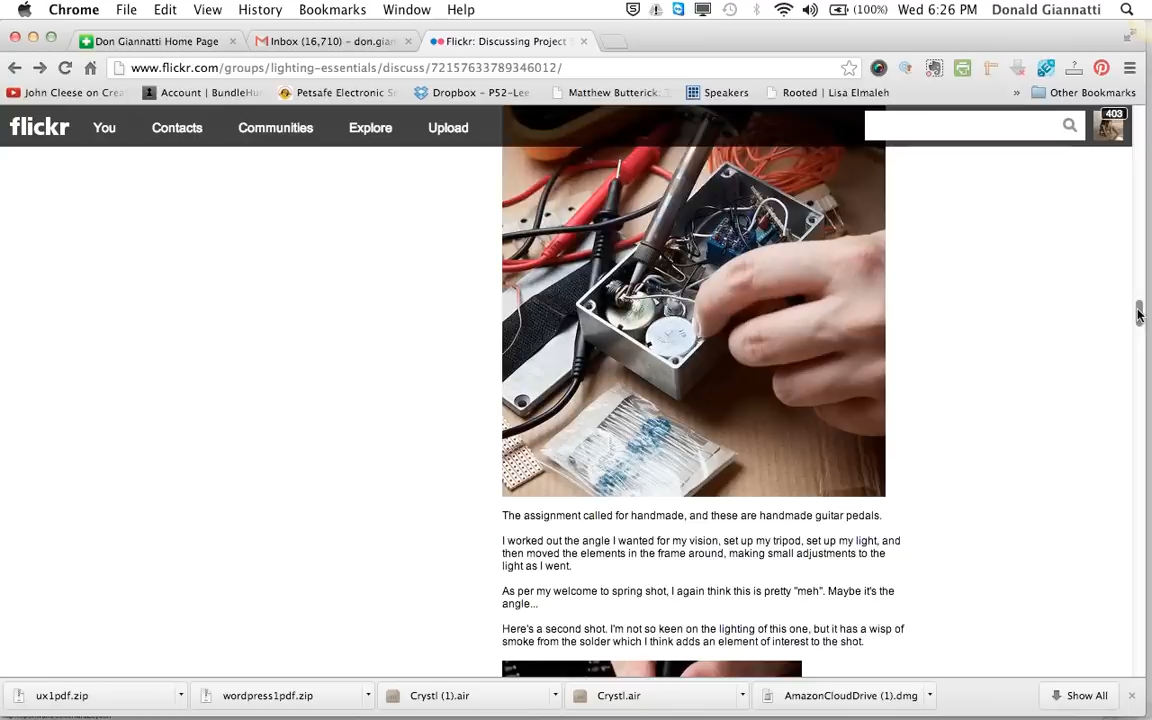 Chrome File Edit View History Bookmarks Window Help (100%) Wed 6:26 PM Donald Giannatti
Don Giannatti Home Page Inbox (16,710) – don.gian Flickr: Discussing Project
www.flickr.com/groups/lighting-essentials/discuss/72157633789346012/
John Cleese on Crea Account | BundleHun Petsafe Electronic Sm Dropbox – P52–Lee Matthew Butterick: Speakers Rooted | Lisa Elmaleh » Other Bookmarks
flickr You Contacts Communities Explore Upload 403
The assignment called for handmade, and these are handmade guitar pedals.
I worked out the angle I wanted for my vision, set up my tripod, set up my light, and
then moved the elements in the frame around, making small adjustments to the
light as I went.
As per my welcome to spring shot, I again think this is pretty "meh". Maybe it's the
angle...
Here's a second shot. I'm not so keen on the lighting of this one, but it has a wisp of
smoke from the solder which I think adds an element of interest to the shot.
ux1pdf.zip wordpress1pdf.zip Crystl (1).air Crystl.air AmazonCloudDrive (1).dmg Show All